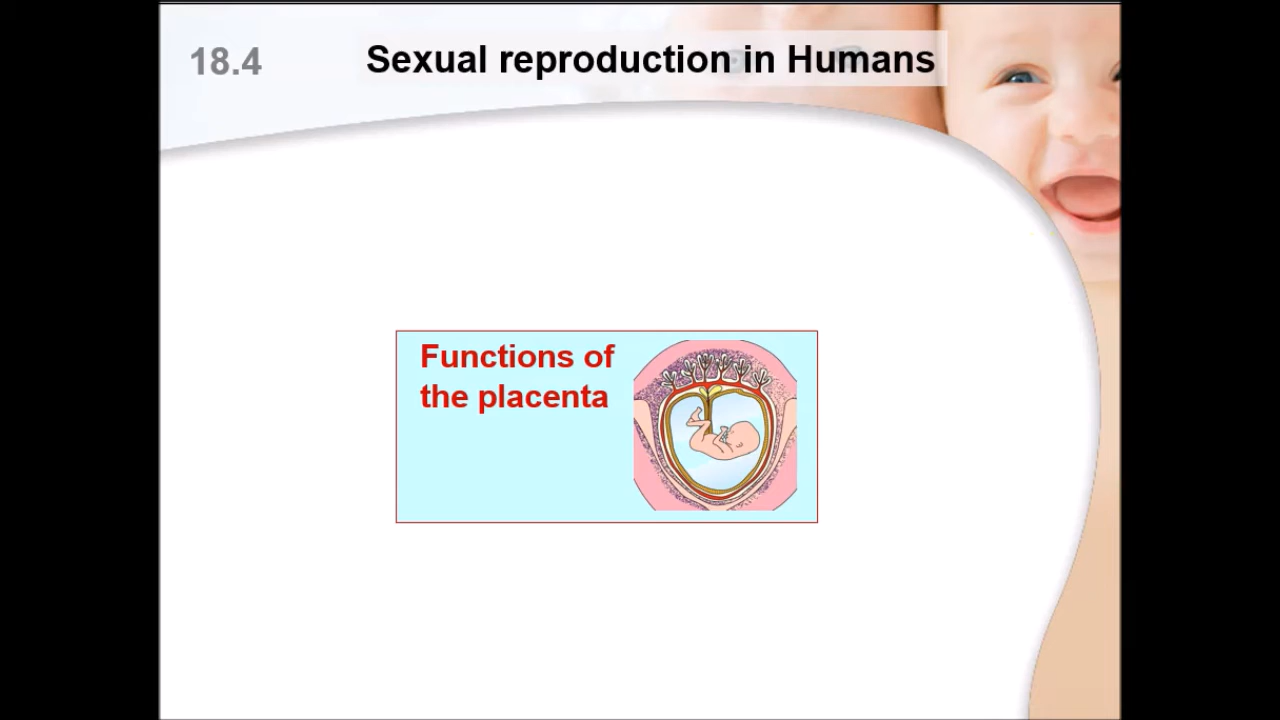 18.4
Sexual reproduction in Humans
Functions of
the placenta